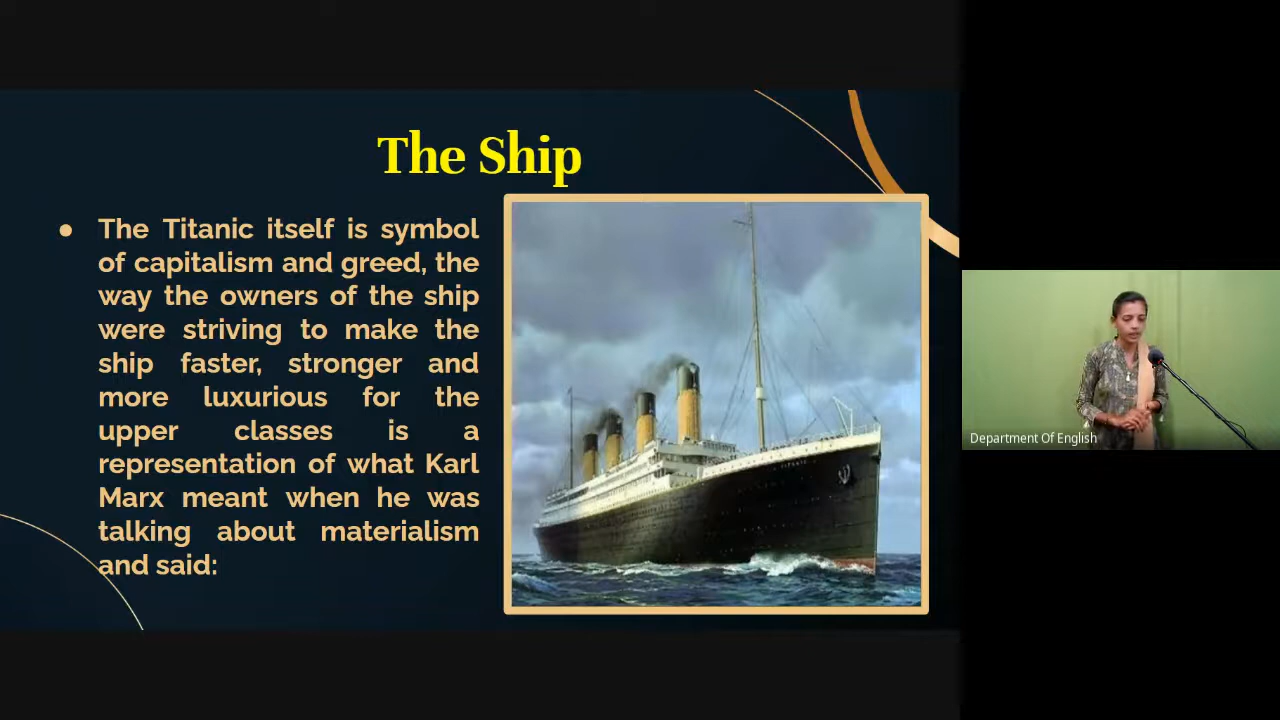 The Ship
● The Titanic itself is symbol
of capitalism and greed, the
way the owners of the ship
were striving to make the
ship faster, stronger and
more luxurious for the
upper classes is a
representation of what Karl
Marx meant when he was
talking about materialism
and said:
TITANIC
Department Of English